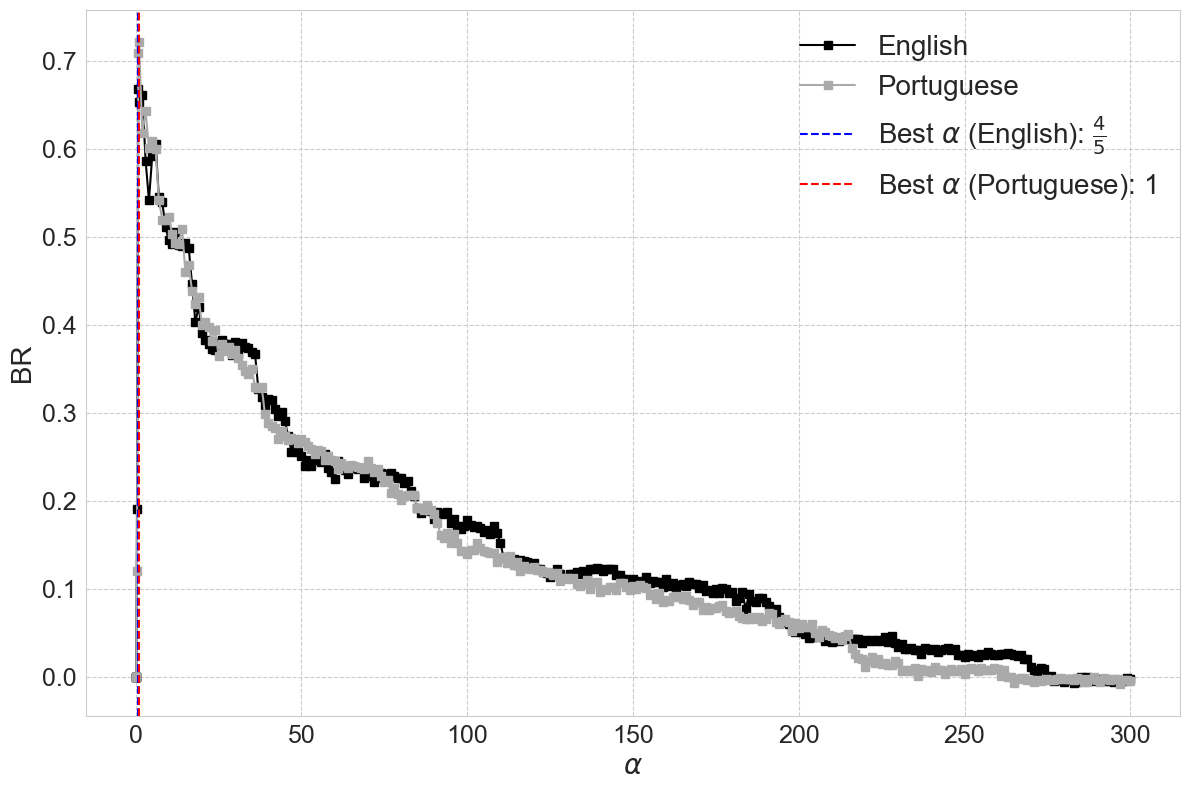 English
Portuguese
Best α (English): 4/5
Best α (Portuguese): 1
BR
0.7
0.6
0.5
0.4
0.3
0.2
0.1
0.0
0 50 100 150 200 250 300
α